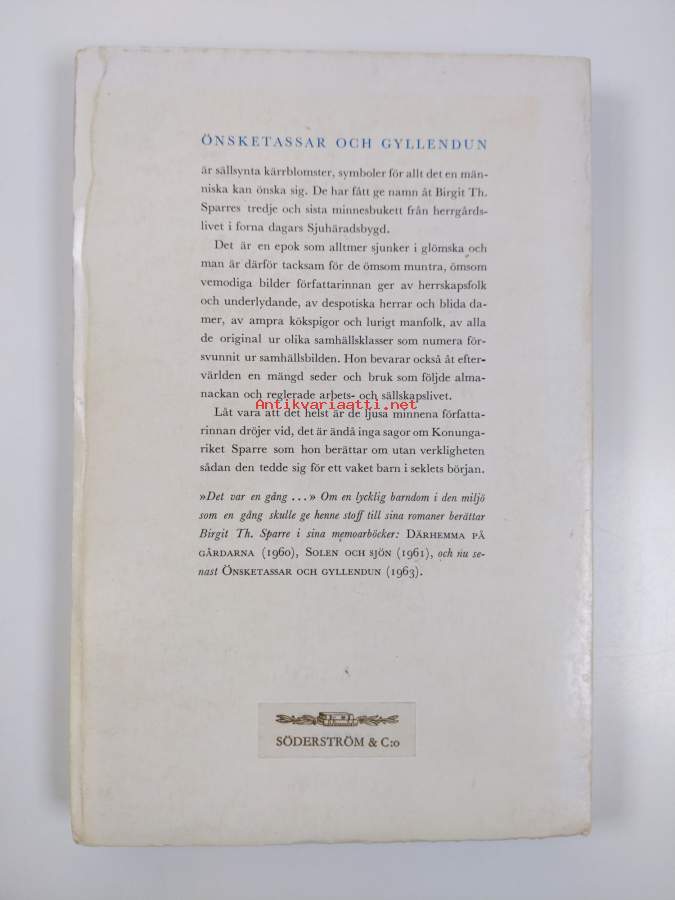 ÖNSKETASSAR OCH GYLLENDUN
är sällsynta kärrblomster, symboler för allt det en män-
niska kan önska sig. De har fått ge namn åt Birgit Th.
Sparres tredje och sista minnesbukett från herrgårds-
livet i forna dagars Sjuhäradsbygd.
Det är en epok som alltmer sjunker i glömska och
man är därför tacksam för de ömsom muntra, ömsom
vemodiga bilder författarinnan ger av herrskapsfolk
och underlydande, av despotiska herrar och blida da-
mer, av ampra kökspigor och lurigt manfolk, av alla
de original ur olika samhällsklasser som numera för-
svunnit ur samhällsbilden. Hon bevarar också åt efter-
världen en mängd seder och bruk som följde alma-
nackan och reglerade arbets- och sällskapslivet.
Antikvariaatti.net
Låt vara att det helst är de ljusa minnena författa-
rinnan dröjer vid, det är ändå inga sagor om Konunga-
riket Sparre som hon berättar om utan verkligheten
sådan den tedde sig för ett vaket barn i seklets början.
»Det var en gång ...» Om en lycklig barndom i den miljö
som en gång skulle ge henne stoff till sina romaner berättar
Birgit Th. Sparre i sina memoarböcker: DÄRHEMMA PÅ
GÅRDARNA (1960), SOLEN OCH SJÖN (1961), och nu se-
nast ÖNSKETASSAR OCH GYLLENDUN (1963).
SÖDERSTRÖM & C:o